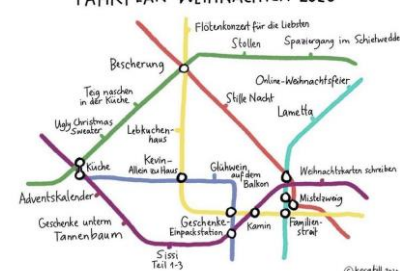 Flötenkonzert für die Liebsten
Stollen
Spaziergang im Schietwedde
Bescherung
Online-Weihnachtsfeier
Teig naschen
in der Küche
Stille Nacht
Lametta
Ugly Christmas
Sweater
Lebkuchen-
haus
Kevin-
Allein zu Haus
Küche
Glühwein
auf dem
Balkon
Weihnachtskarten schreiben
Adventskalender
Mistelzweig
Geschenke unterm
Tannenbaum
Geschenke-
Einpackstation
Kamin
Familien-
streit
Sissi
Teil 1-3